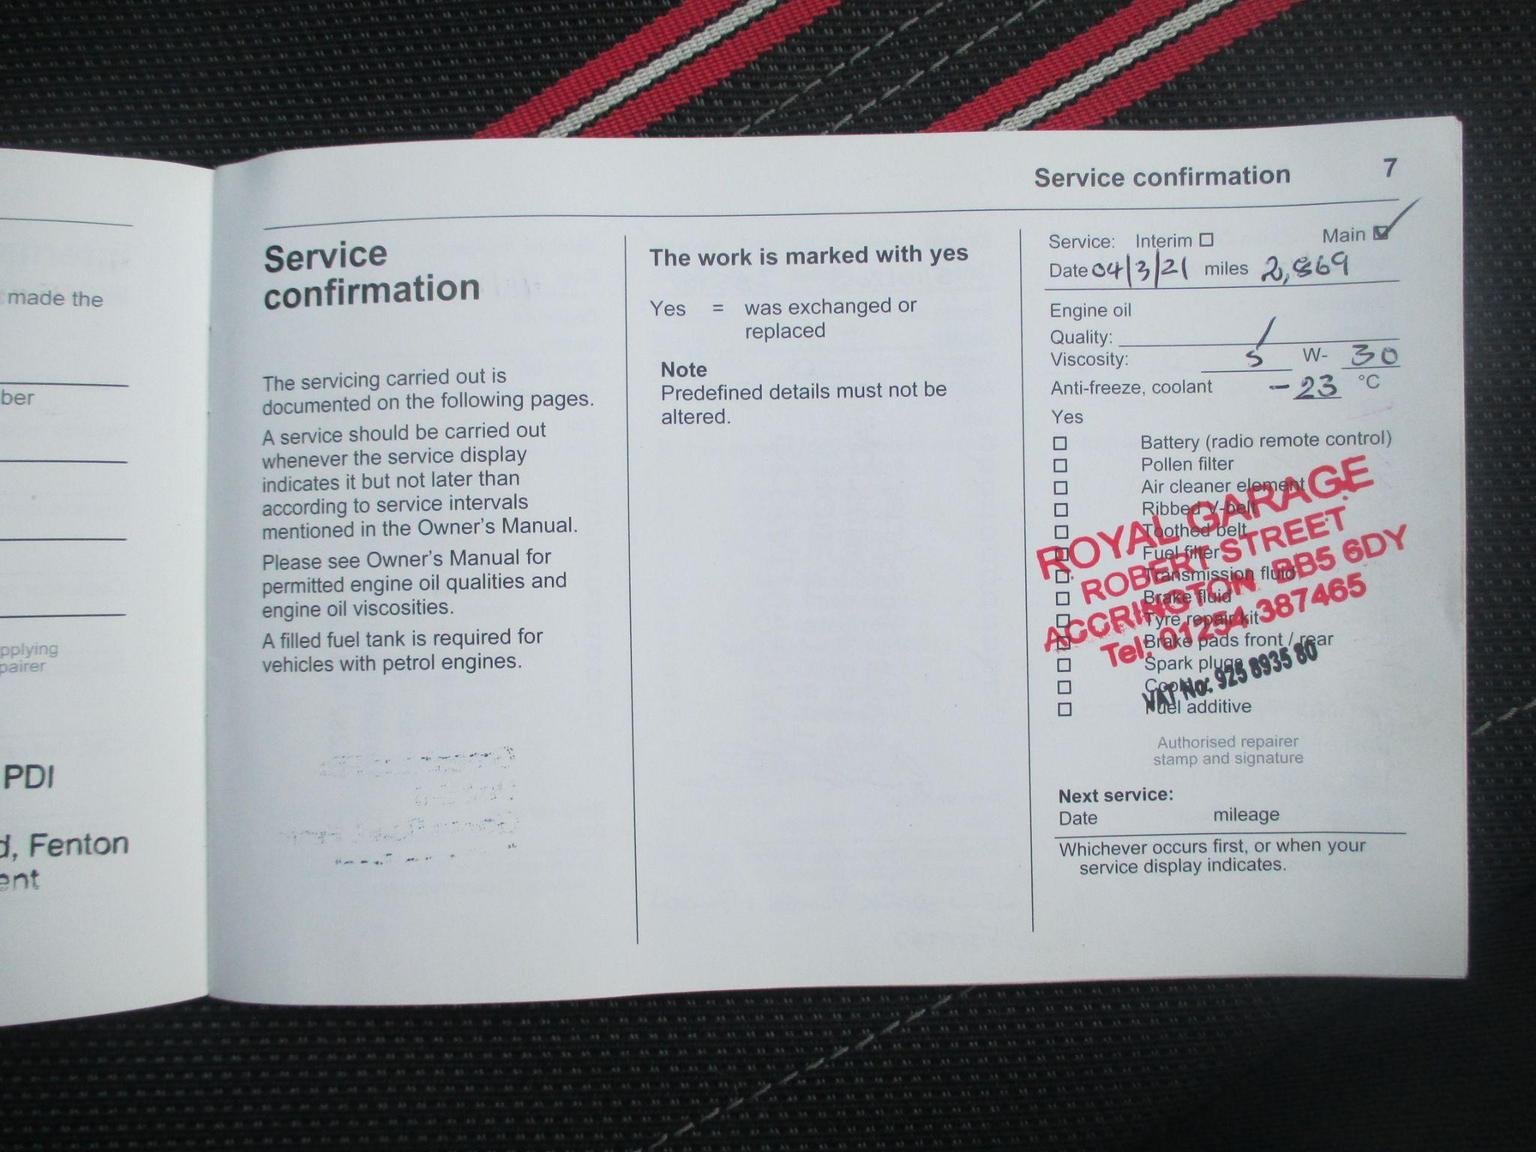 made the
ber
pplying
pairer
PDI
d, Fenton
ent
Service confirmation 7
Service
confirmation
The servicing carried out is
documented on the following pages.
A service should be carried out
whenever the service display
indicates it but not later than
according to service intervals
mentioned in the Owner's Manual.
Please see Owner's Manual for
permitted engine oil qualities and
engine oil viscosities.
A filled fuel tank is required for
vehicles with petrol engines.
The work is marked with yes
Yes = was exchanged or
replaced
Note
Predefined details must not be
altered.
Service: Interim Main
Date 04/3/21 miles 2,869
Engine oil
Quality: /
Viscosity: 5 W- 30
Anti-freeze, coolant -23 °C
Yes
Battery (radio remote control)
Pollen filter
Air cleaner element
Ribbed V-belt
Toothed belt
Fuel filter
Transmission fluid
Brake fluid
Tyre repair kit
Brake pads front / rear
Spark plugs
Fuel additive
ROYAL GARAGE
ROBERT STREET
ACCRINGTON BB5 6DY
Tel: 01254 387465
VAT No: 925 8935 80
Authorised repairer
stamp and signature
Next service:
Date mileage
Whichever occurs first, or when your
service display indicates.